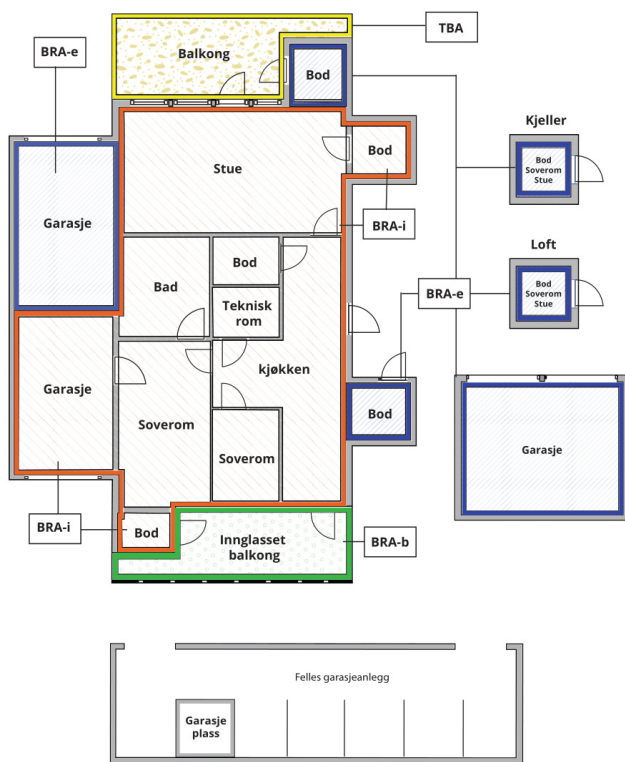 TBA
BRA-e
Balkong
Bod
Kjeller
Bod
Soverom
Stue
Stue
Bod
BRA-i
Garasje
Loft
Bod
Soverom
Stue
BRA-e
Bad
Bod
Teknisk
rom
Garasje
kjøkken
Soverom
Bod
Soverom
Garasje
BRA-i
Bod
Innglasset
balkong
BRA-b
Felles garasjeanlegg
Garasje
plass